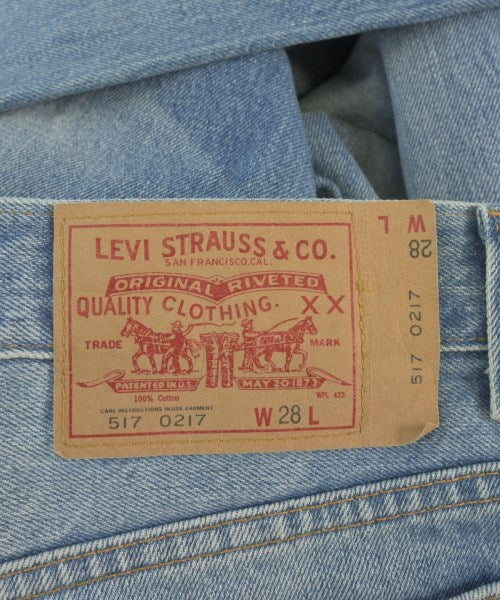 LEVI STRAUSS & CO.
SAN FRANCISCO, CAL.
ORIGINAL RIVETED
QUALITY CLOTHING. XX
TRADE MARK
PATENTED IN U.S. MAY 20 1873
100% Cotton WPL 423
CARE INSTRUCTIONS INSIDE GARMENT
517 0217 W 28 L
W L
28
517 0217